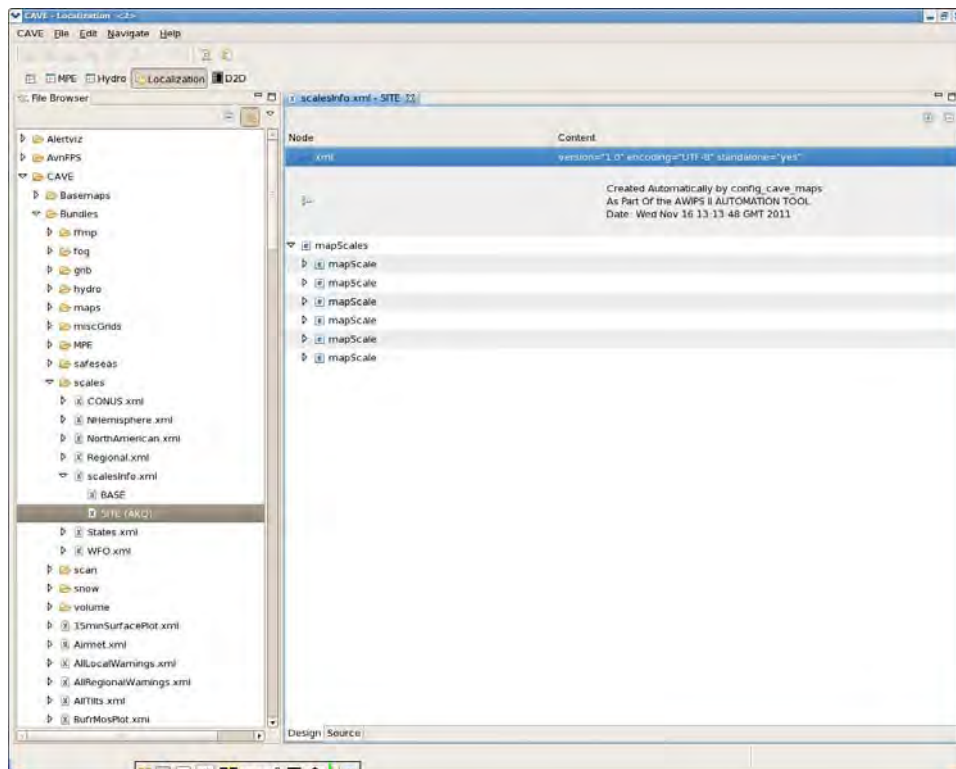 CAVE - Localization <2>
CAVE File Edit Navigate Help
MPE Hydro Localization D2D
File Browser
scalesInfo.xml - SITE
Alertviz
AvnFPS
CAVE
Basemaps
Bundles
ffmp
fog
grib
hydro
maps
miscGrids
MPE
safeseas
scales
CONUS.xml
NHemisphere.xml
NorthAmerican.xml
Regional.xml
scalesInfo.xml
BASE
SITE (AKQ)
States.xml
WFO.xml
scan
snow
volume
15minSurfacePlot.xml
Airmet.xml
AllLocalWarnings.xml
AllRegionalWarnings.xml
AllTilts.xml
BufrMosPlot.xml
Node Content
xml version="1.0" encoding="UTF-8" standalone="yes"
Created Automatically by config_cave_maps
As Part Of the AWIPS II AUTOMATION TOOL
Date: Wed Nov 16 13:13:48 GMT 2011
mapScales
mapScale
mapScale
mapScale
mapScale
mapScale
mapScale
Design Source